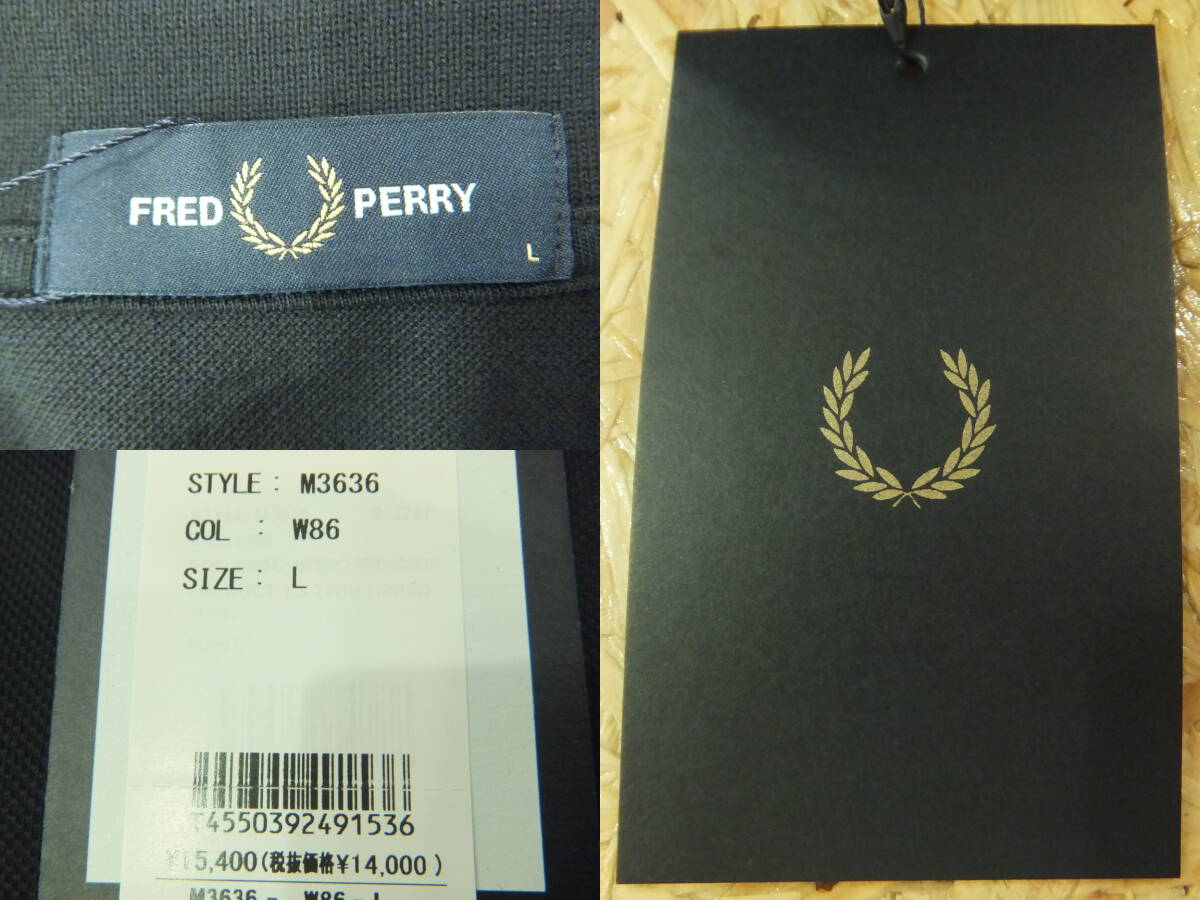 FRED PERRY
L
STYLE : M3636
COL : W86
SIZE : L
T4550392491536
¥15,400(税抜価格¥14,000 )
M3636 - W86 - L